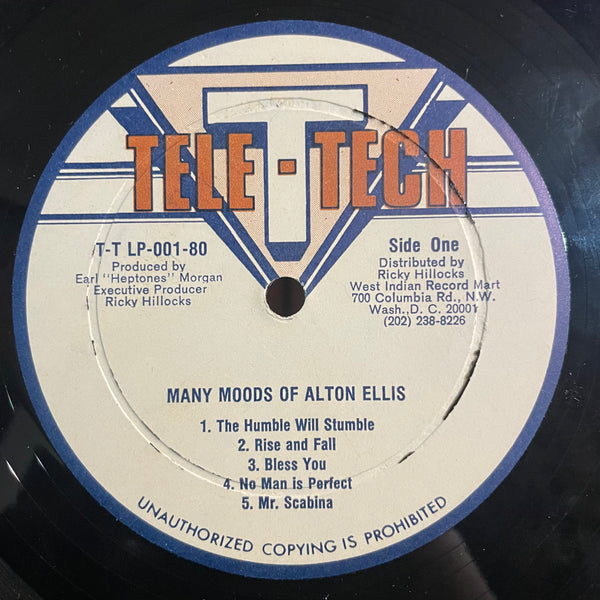 T
TELE-TECH
T-T LP-001-80
Produced by
Earl "Heptones" Morgan
Executive Producer
Ricky Hillocks
Side One
Distributed by
Ricky Hillocks
West Indian Record Mart
700 Columbia Rd., N.W.
Wash., D. C. 20001
(202) 238-8226
MANY MOODS OF ALTON ELLIS
1. The Humble Will Stumble
2. Rise and Fall
3. Bless You
4. No Man is Perfect
5. Mr. Scabina
UNAUTHORIZED COPYING IS PROHIBITED